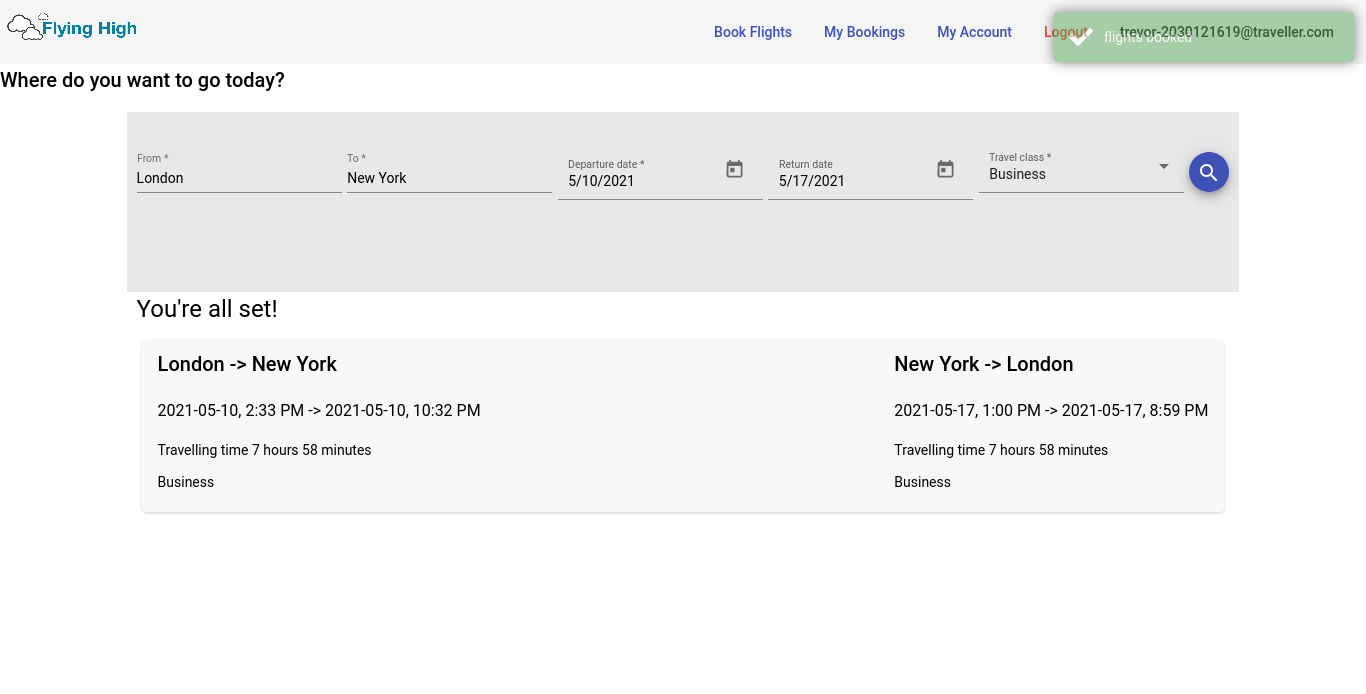 Flying High
Book Flights
My Bookings
My Account
Logout
trevor-2030121619@traveller.com
flights booked
Where do you want to go today?
From *
London
To *
New York
Departure date *
5/10/2021
Return date
5/17/2021
Travel class *
Business
You're all set!
London -> New York
2021-05-10, 2:33 PM -> 2021-05-10, 10:32 PM
Travelling time 7 hours 58 minutes
Business
New York -> London
2021-05-17, 1:00 PM -> 2021-05-17, 8:59 PM
Travelling time 7 hours 58 minutes
Business